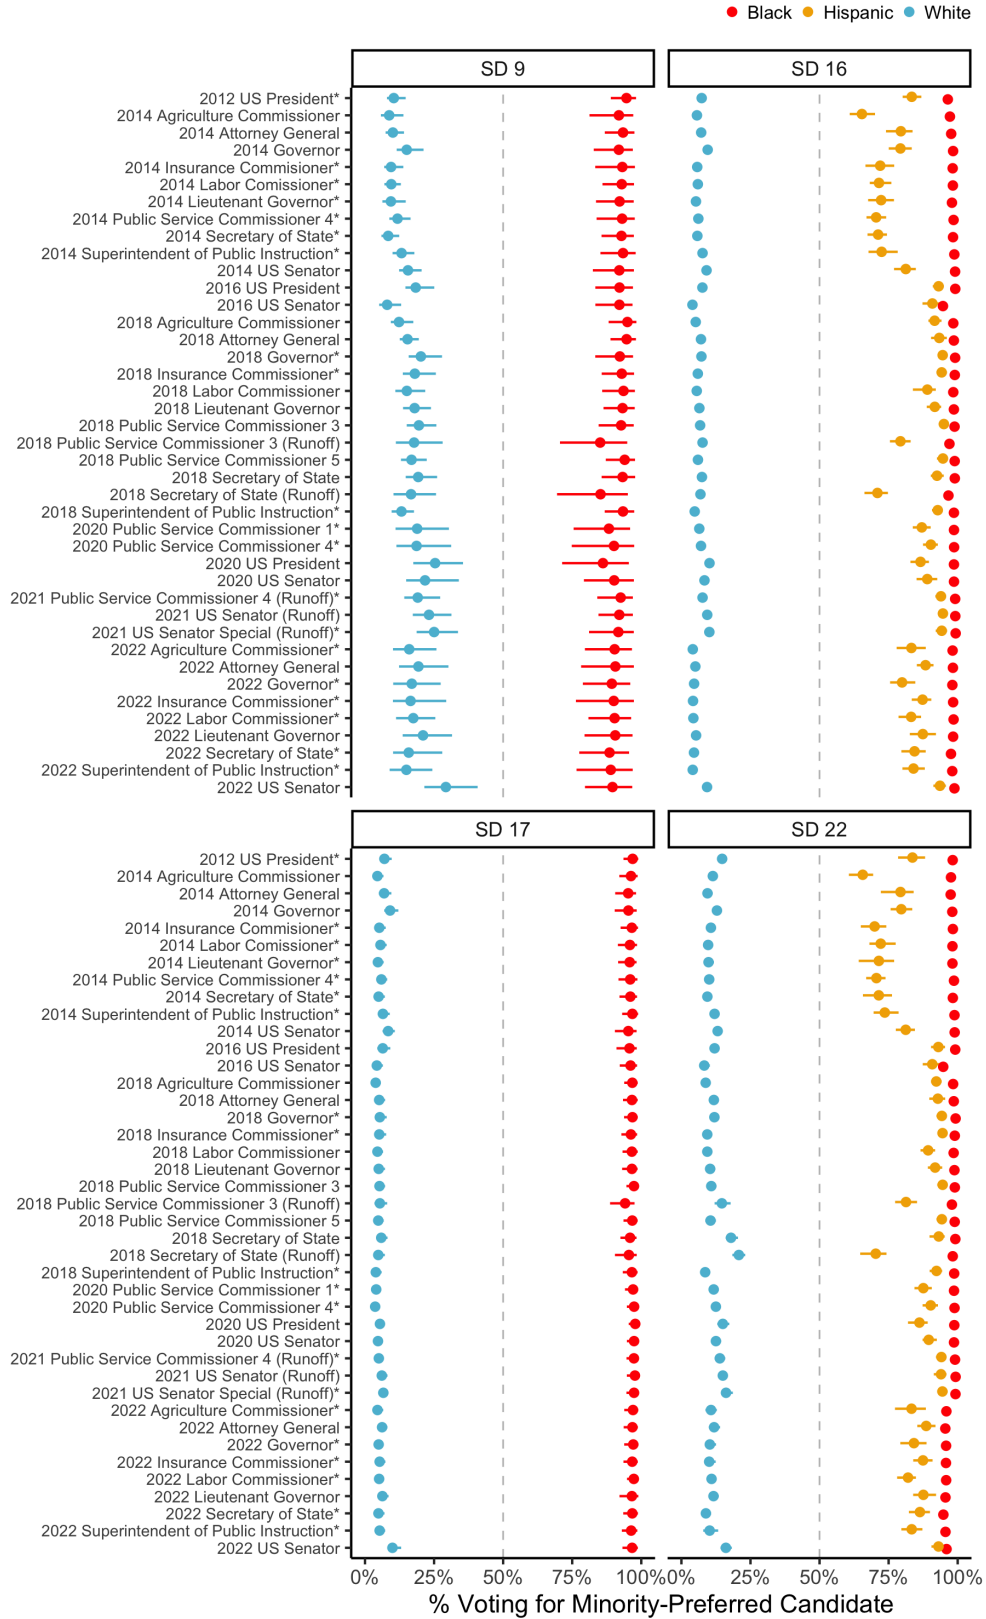 Black Hispanic White
SD 9 SD 16
2012 US President*
2014 Agriculture Commissioner
2014 Attorney General
2014 Governor
2014 Insurance Commisioner*
2014 Labor Comissioner*
2014 Lieutenant Governor*
2014 Public Service Commissioner 4*
2014 Secretary of State*
2014 Superintendent of Public Instruction*
2014 US Senator
2016 US President
2016 US Senator
2018 Agriculture Commissioner
2018 Attorney General
2018 Governor*
2018 Insurance Commissioner*
2018 Labor Commissioner
2018 Lieutenant Governor
2018 Public Service Commissioner 3
2018 Public Service Commissioner 3 (Runoff)
2018 Public Service Commissioner 5
2018 Secretary of State
2018 Secretary of State (Runoff)
2018 Superintendent of Public Instruction*
2020 Public Service Commissioner 1*
2020 Public Service Commissioner 4*
2020 US President
2020 US Senator
2021 Public Service Commissioner 4 (Runoff)*
2021 US Senator (Runoff)
2021 US Senator Special (Runoff)*
2022 Agriculture Commissioner*
2022 Attorney General
2022 Governor*
2022 Insurance Commissioner*
2022 Labor Commissioner*
2022 Lieutenant Governor
2022 Secretary of State*
2022 Superintendent of Public Instruction*
2022 US Senator
SD 17 SD 22
2012 US President*
2014 Agriculture Commissioner
2014 Attorney General
2014 Governor
2014 Insurance Commisioner*
2014 Labor Comissioner*
2014 Lieutenant Governor*
2014 Public Service Commissioner 4*
2014 Secretary of State*
2014 Superintendent of Public Instruction*
2014 US Senator
2016 US President
2016 US Senator
2018 Agriculture Commissioner
2018 Attorney General
2018 Governor*
2018 Insurance Commissioner*
2018 Labor Commissioner
2018 Lieutenant Governor
2018 Public Service Commissioner 3
2018 Public Service Commissioner 3 (Runoff)
2018 Public Service Commissioner 5
2018 Secretary of State
2018 Secretary of State (Runoff)
2018 Superintendent of Public Instruction*
2020 Public Service Commissioner 1*
2020 Public Service Commissioner 4*
2020 US President
2020 US Senator
2021 Public Service Commissioner 4 (Runoff)*
2021 US Senator (Runoff)
2021 US Senator Special (Runoff)*
2022 Agriculture Commissioner*
2022 Attorney General
2022 Governor*
2022 Insurance Commissioner*
2022 Labor Commissioner*
2022 Lieutenant Governor
2022 Secretary of State*
2022 Superintendent of Public Instruction*
2022 US Senator
0% 25% 50% 75% 100% 0% 25% 50% 75% 100%
% Voting for Minority-Preferred Candidate